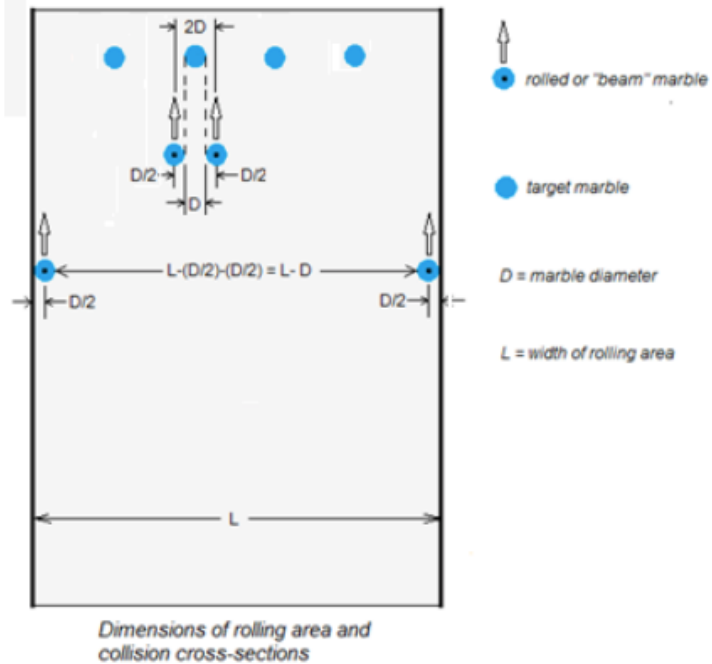 2D
rolled or "beam" marble
D/2
D/2
D
target marble
L-(D/2)-(D/2) = L- D
D/2
D/2
D = marble diameter
L = width of rolling area
L
Dimensions of rolling area and
collision cross-sections